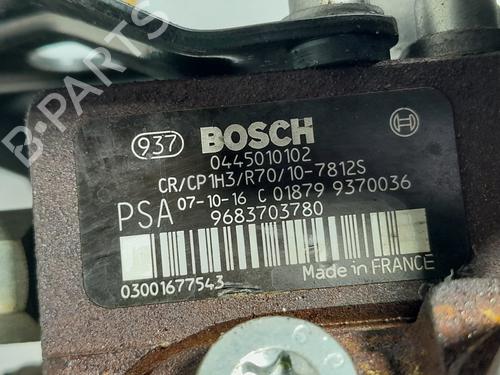 B-PARTS
937 BOSCH
0445010102
CR/CP1H3/R70/10-7812S
PSA 07-10-16 C 01879 9370036
9683703780
03001677543 Made in FRANCE